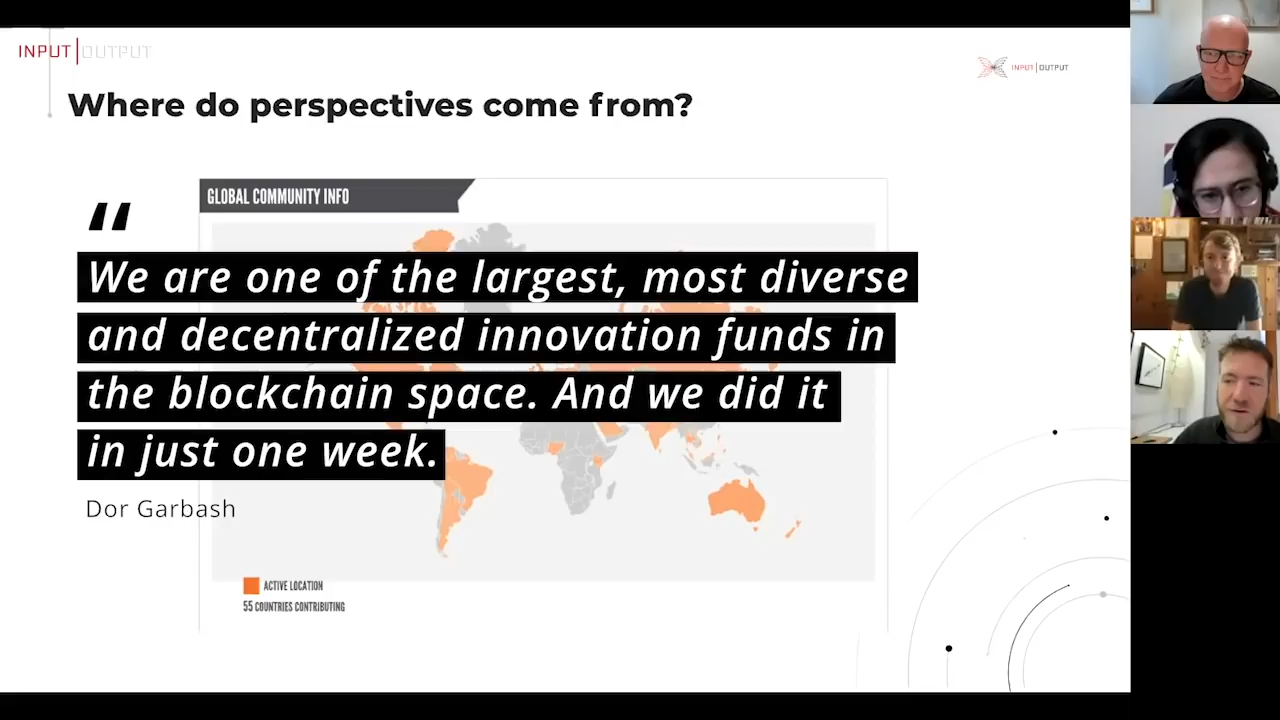 INPUT|OUTPUT
INPUT|OUTPUT
Where do perspectives come from?
GLOBAL COMMUNITY INFO
“
We are one of the largest, most diverse
and decentralized innovation funds in
the blockchain space. And we did it
in just one week.
Dor Garbash
ACTIVE LOCATION
55 COUNTRIES CONTRIBUTING